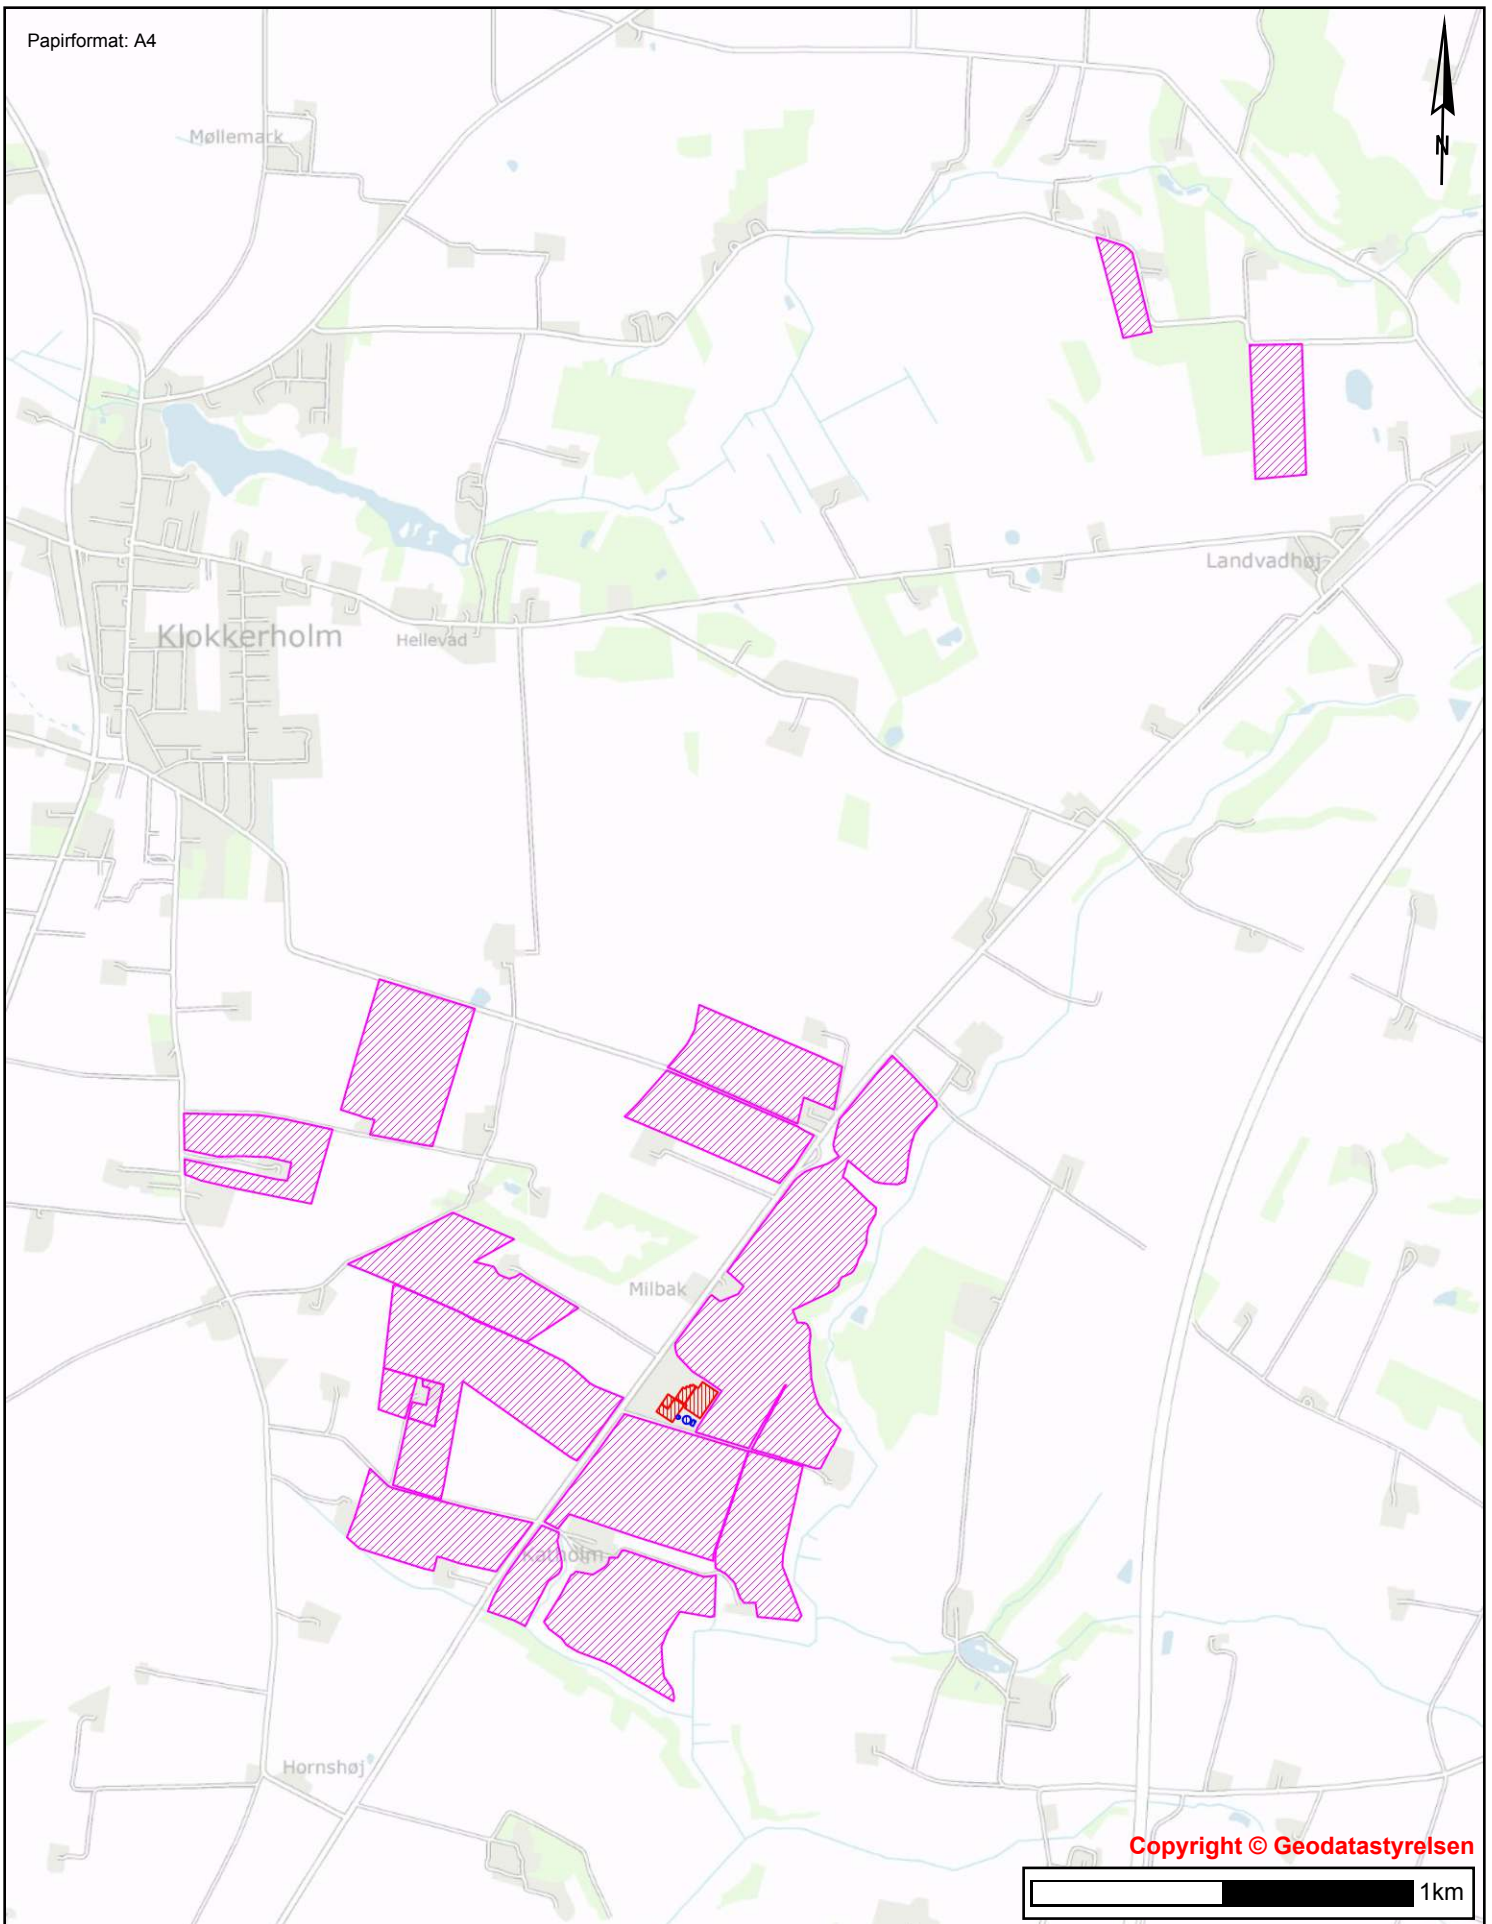 Papirformat: A4
N
Møllemark
Landvadhøj
Klokkerholm
Hellevad
Milbak
Katholm
Hornshøj
Copyright © Geodatastyrelsen
1km